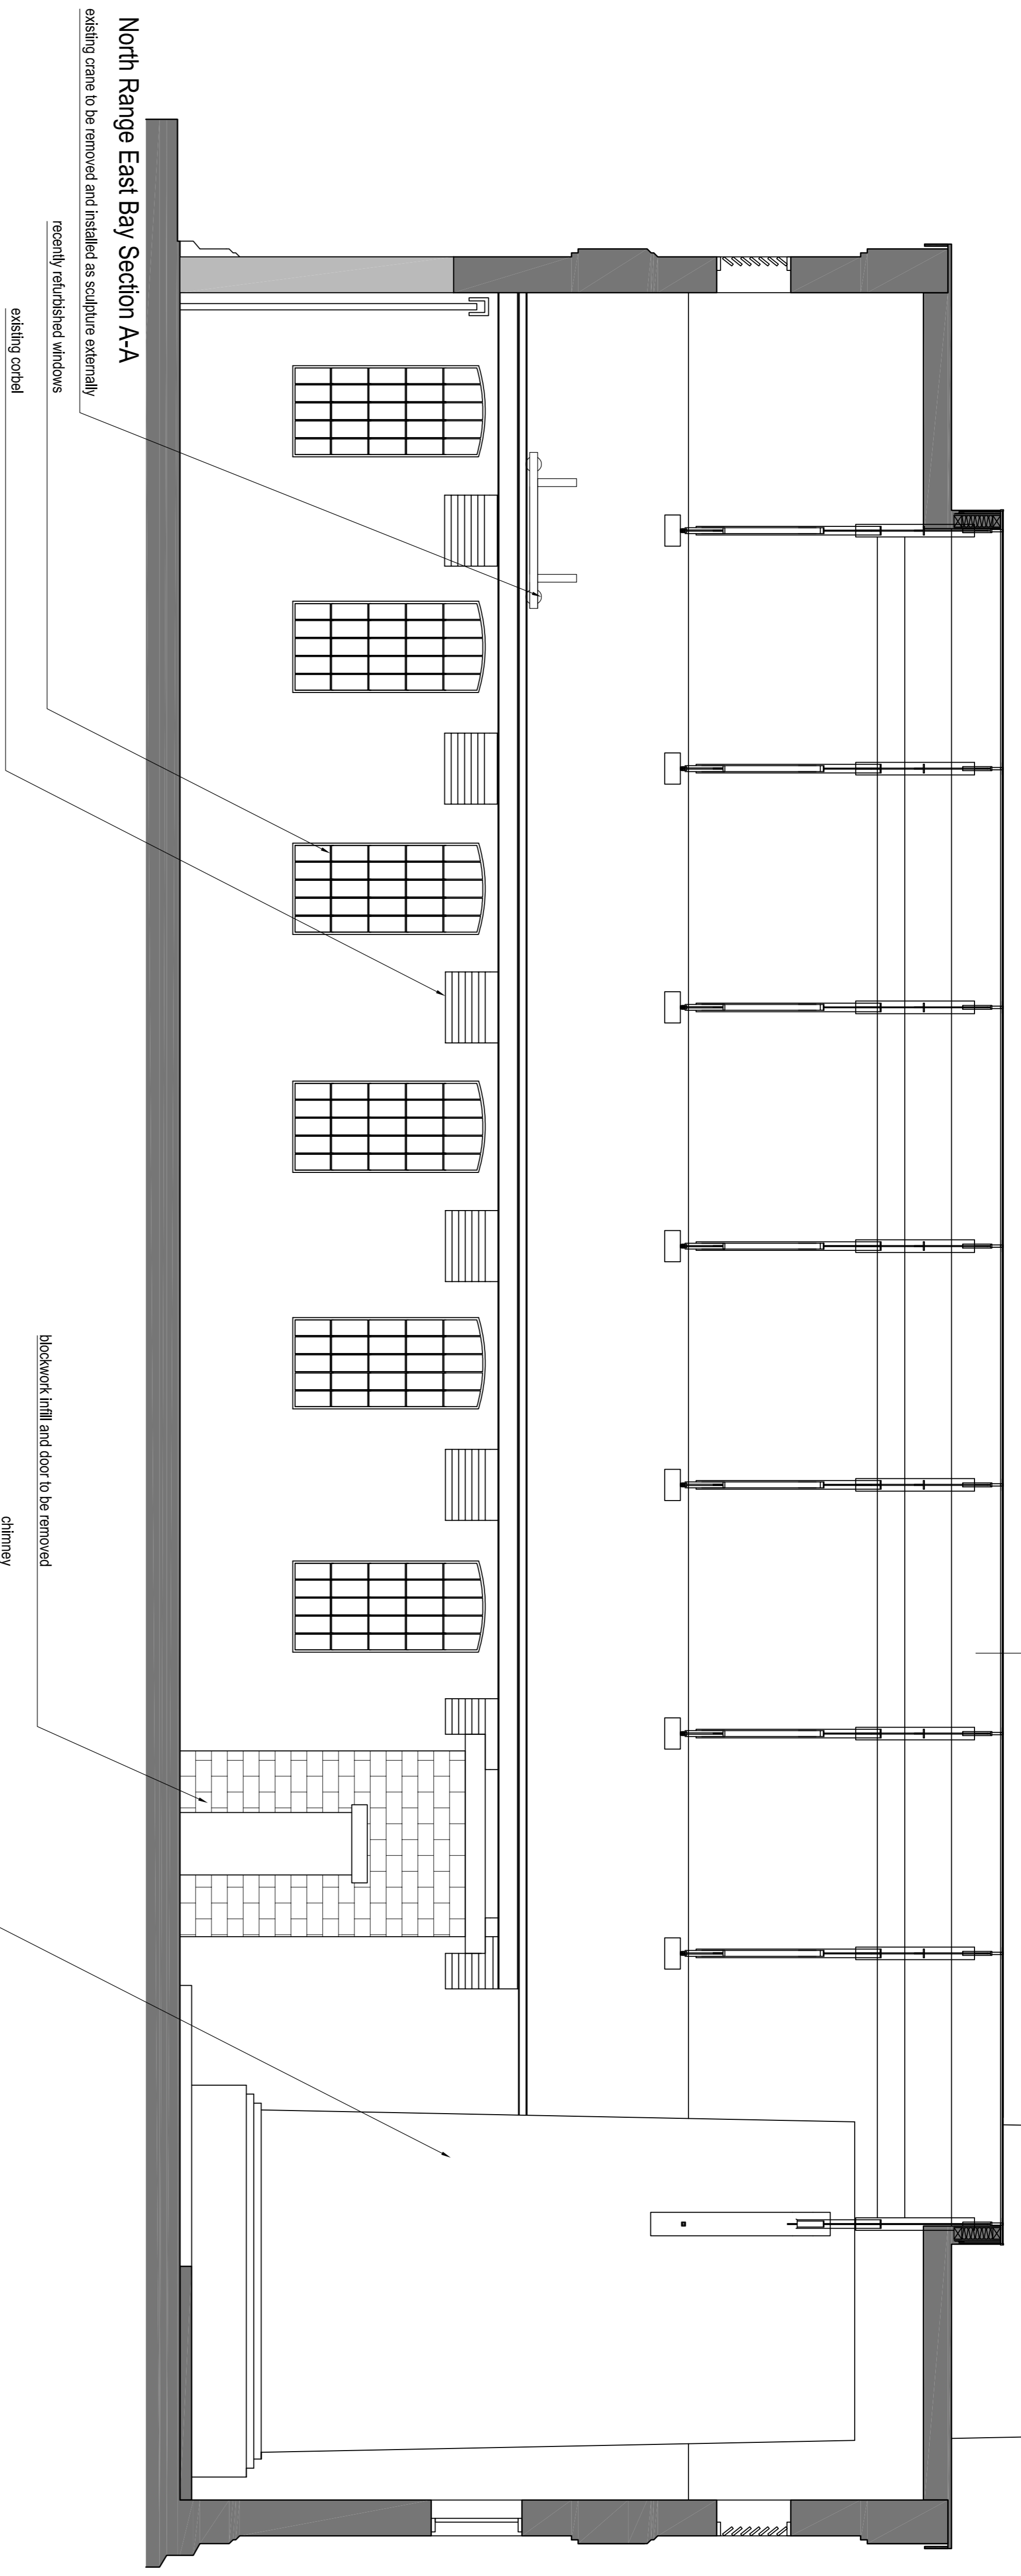 North Range East Bay Section A-A
existing crane to be removed and installed as sculpture externally
recently refurbished windows
existing corbel
blockwork infill and door to be removed
chimney